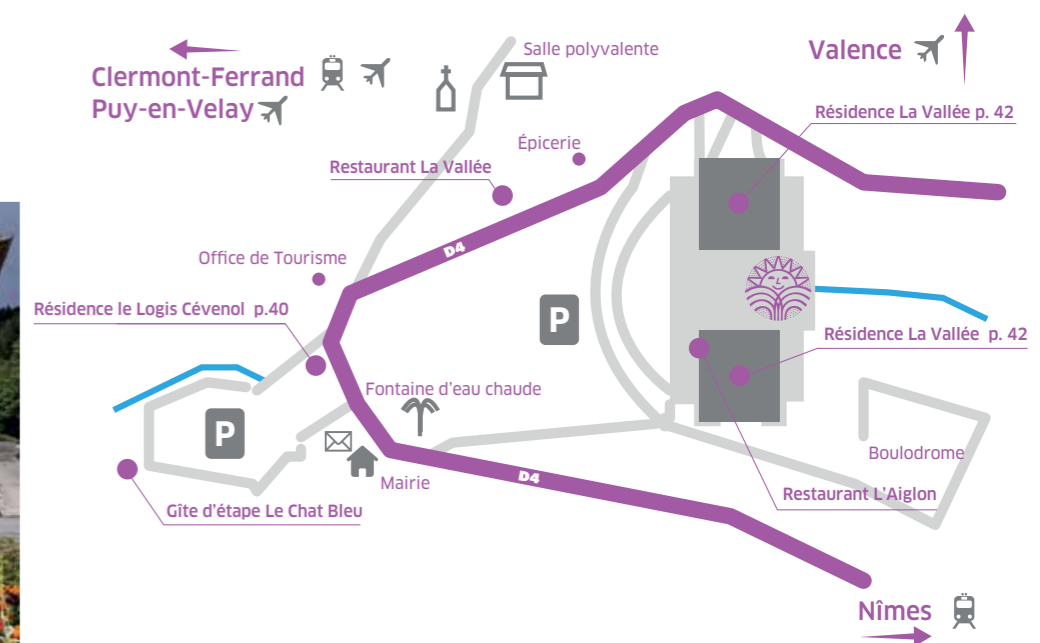 Salle polyvalente
Valence
Clermont-Ferrand
Puy-en-Velay
Résidence La Vallée p. 42
Épicerie
Restaurant La Vallée
D4
Office de Tourisme
Résidence le Logis Cévenol p.40
P
Résidence La Vallée p. 42
Fontaine d'eau chaude
P
Boulodrome
Mairie
D4
Restaurant L'Aiglon
Gîte d'étape Le Chat Bleu
Nîmes